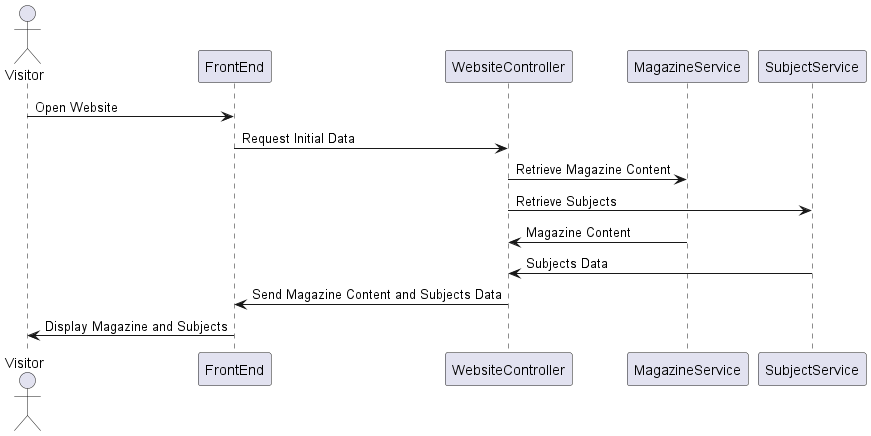 Visitor
FrontEnd
WebsiteController
MagazineService
SubjectService
Open Website
Request Initial Data
Retrieve Magazine Content
Retrieve Subjects
Magazine Content
Subjects Data
Send Magazine Content and Subjects Data
Display Magazine and Subjects
Visitor
FrontEnd
WebsiteController
MagazineService
SubjectService